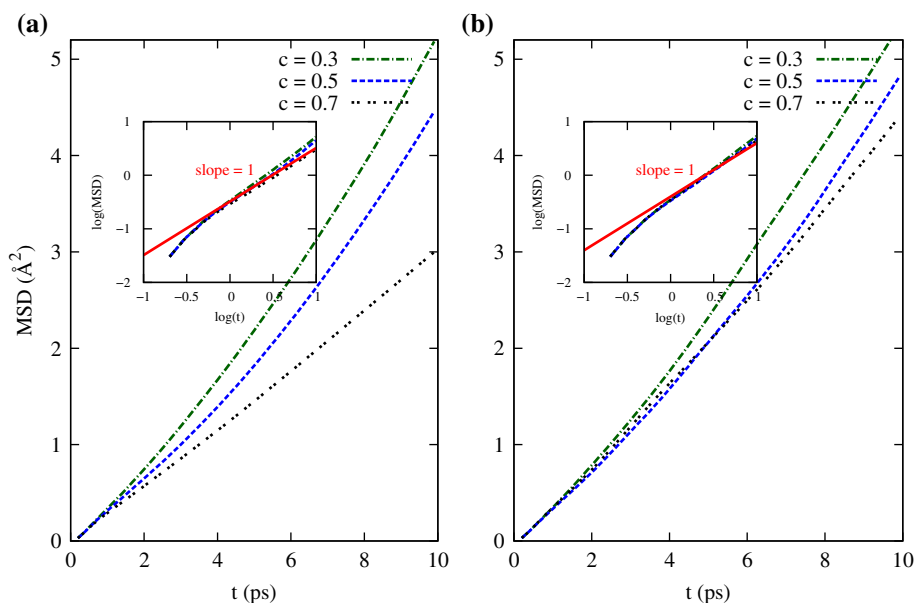 (a)
5
4
3
2
1
0
0 2 4 6 8 10
MSD (Å²)
t (ps)
c = 0.3
c = 0.5
c = 0.7
1
0
−1
−2
−1 −0.5 0 0.5 1
log(MSD)
log(t)
slope = 1
(b)
5
4
3
2
1
0
0 2 4 6 8 10
t (ps)
c = 0.3
c = 0.5
c = 0.7
1
0
−1
−2
−1 −0.5 0 0.5 1
log(MSD)
log(t)
slope = 1